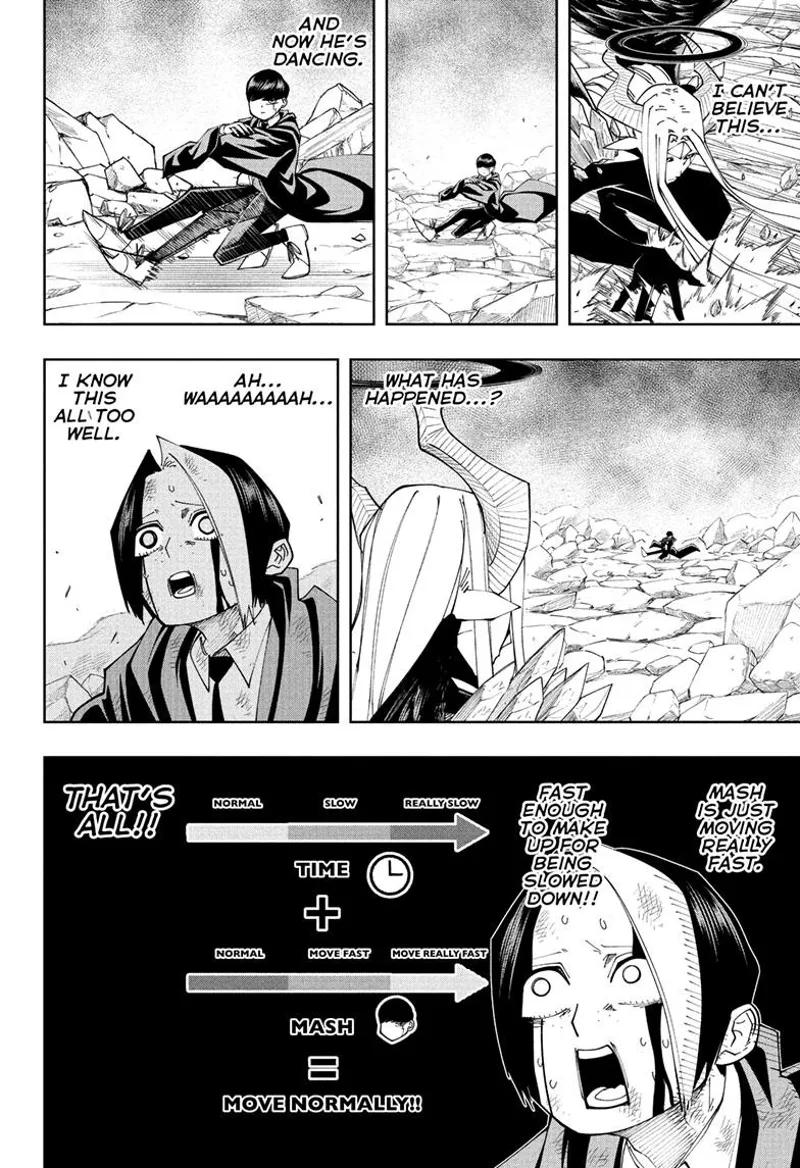 I CAN'T
BELIEVE
THIS...
AND
NOW HE'S
DANCING.
WHAT HAS
HAPPENED...?
AH...
WAAAAAAAAAH...
I KNOW
THIS
ALL TOO
WELL.
MASH
IS JUST
MOVING
REALLY
FAST.
FAST
ENOUGH
TO MAKE
UP FOR
BEING
SLOWED
DOWN!!
THAT'S
ALL!!
NORMAL SLOW REALLY SLOW
TIME
+
NORMAL MOVE FAST MOVE REALLY FAST
MASH
=
MOVE NORMALLY!!